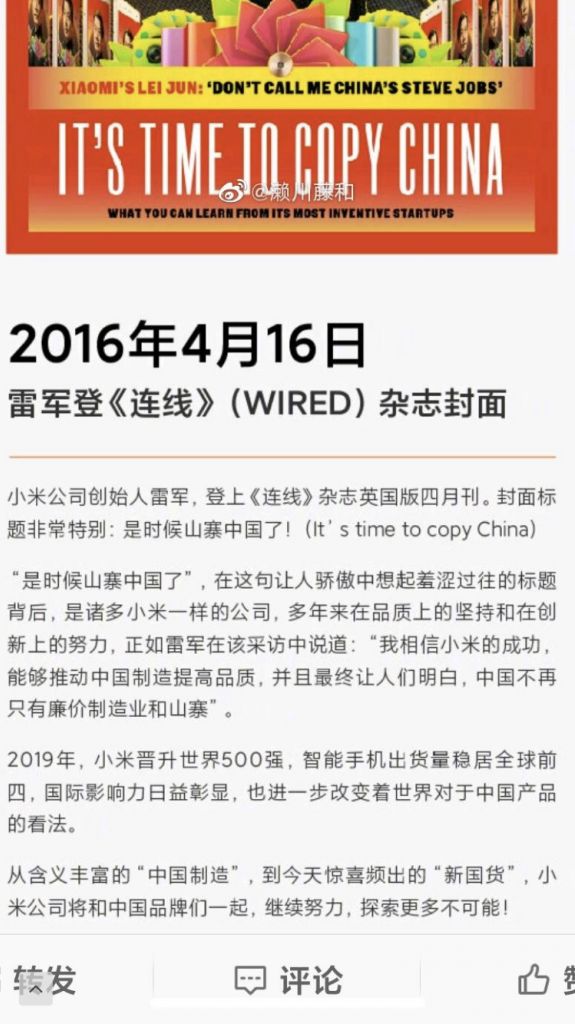 XIAOMI'S LEI JUN: 'DON'T CALL ME CHINA'S STEVE JOBS'
IT'S TIME TO COPY CHINA
@濑川藤和
WHAT YOU CAN LEARN FROM ITS MOST INVENTIVE STARTUPS
2016年4月16日
雷军登《连线》（WIRED）杂志封面
小米公司创始人雷军，登上《连线》杂志英国版四月刊。封面标
题非常特别：是时候山寨中国了！（It's time to copy China）
“是时候山寨中国了”，在这句让人骄傲中想起羞涩过往的标题
背后，是诸多小米一样的公司，多年来在品质上的坚持和在创
新上的努力，正如雷军在该采访中说道：“我相信小米的成功，
能够推动中国制造提高品质，并且最终让人们明白，中国不再
只有廉价制造业和山寨”。
2019年，小米晋升世界500强，智能手机出货量稳居全球前
四，国际影响力日益彰显，也进一步改变着世界对于中国产品
的看法。
从含义丰富的“中国制造”，到今天惊喜频出的“新国货”，小
米公司将和中国品牌们一起，继续努力，探索更多不可能！
转发
评论
赞